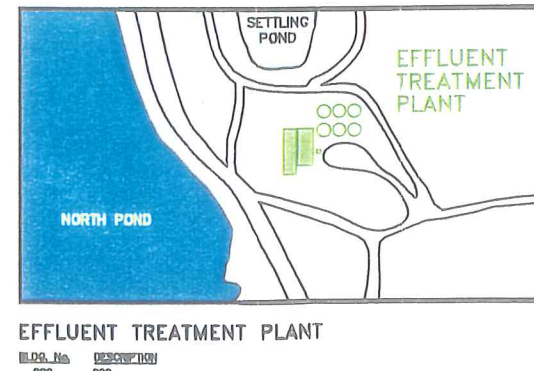 SETTLING
POND
EFFLUENT
TREATMENT
PLANT
NORTH POND
EFFLUENT TREATMENT PLANT
BLDG. No. DESCRIPTION